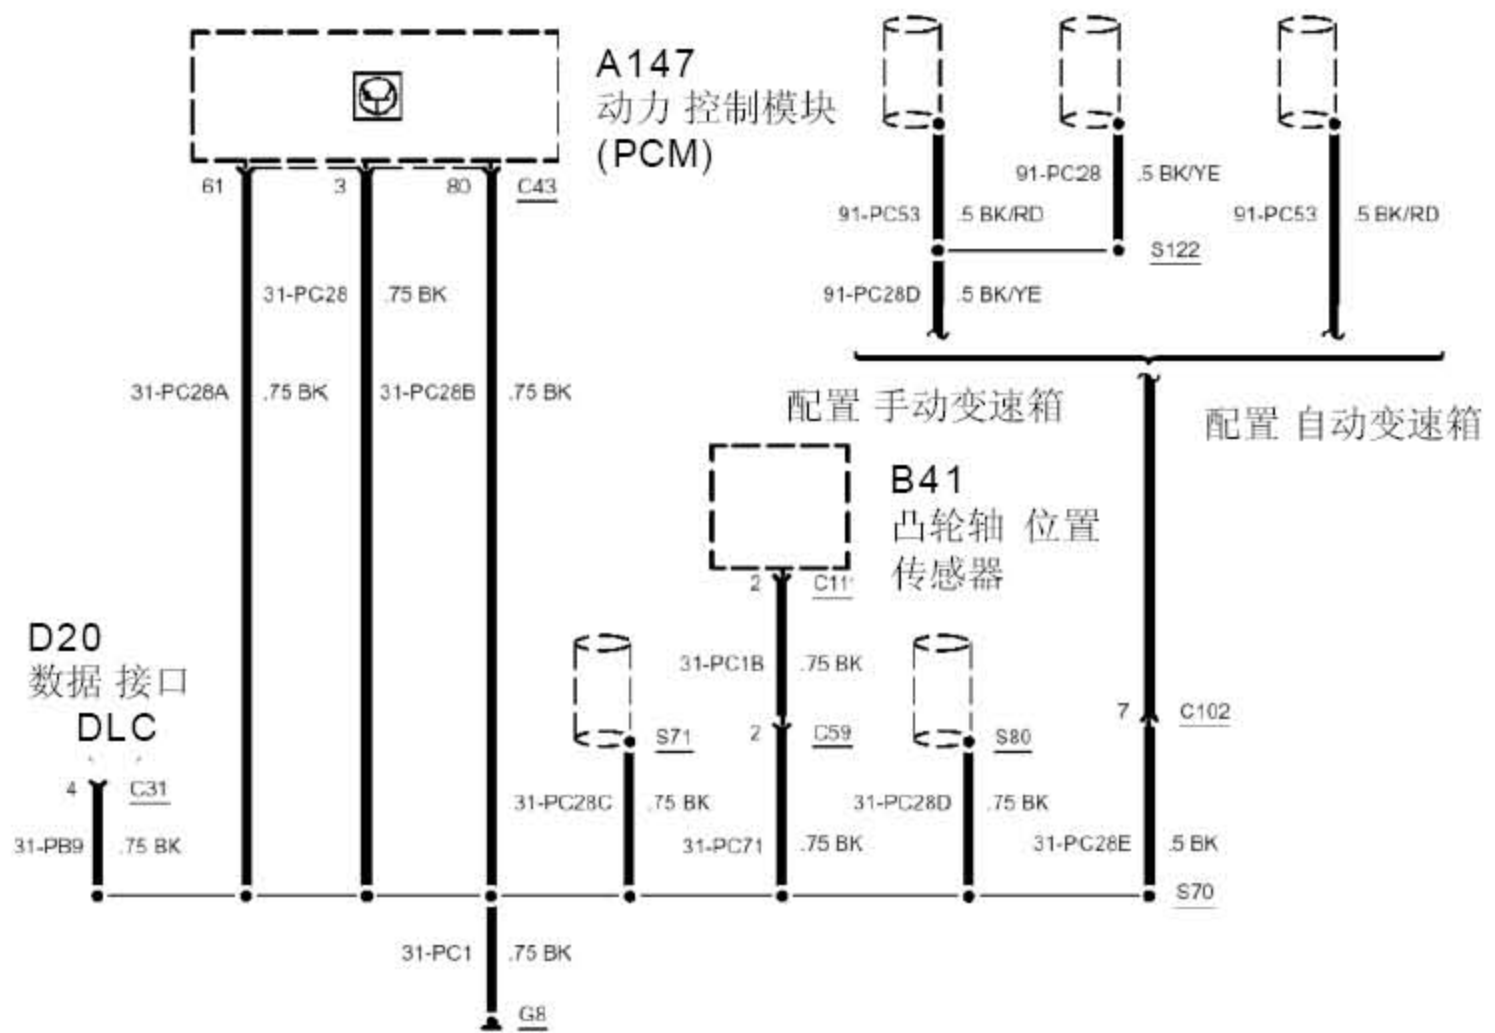 A147
动力 控制模块
(PCM)
61
3
80
C43
31-PC28
.75 BK
31-PC28A
.75 BK
31-PC28B
.75 BK
91-PC28
.5 BK/YE
91-PC53
.5 BK/RD
91-PC53
.5 BK/RD
S122
91-PC28D
.5 BK/YE
配置 手动变速箱
配置 自动变速箱
B41
凸轮轴 位置
传感器
2
C11
D20
数据 接口
DLC
31-PC1B
.75 BK
7
C102
S71
2
C59
S80
4
C31
31-PC28C
.75 BK
31-PC28D
.75 BK
31-PB9
.75 BK
31-PC71
.75 BK
31-PC28E
.5 BK
S70
31-PC1
.75 BK
G8